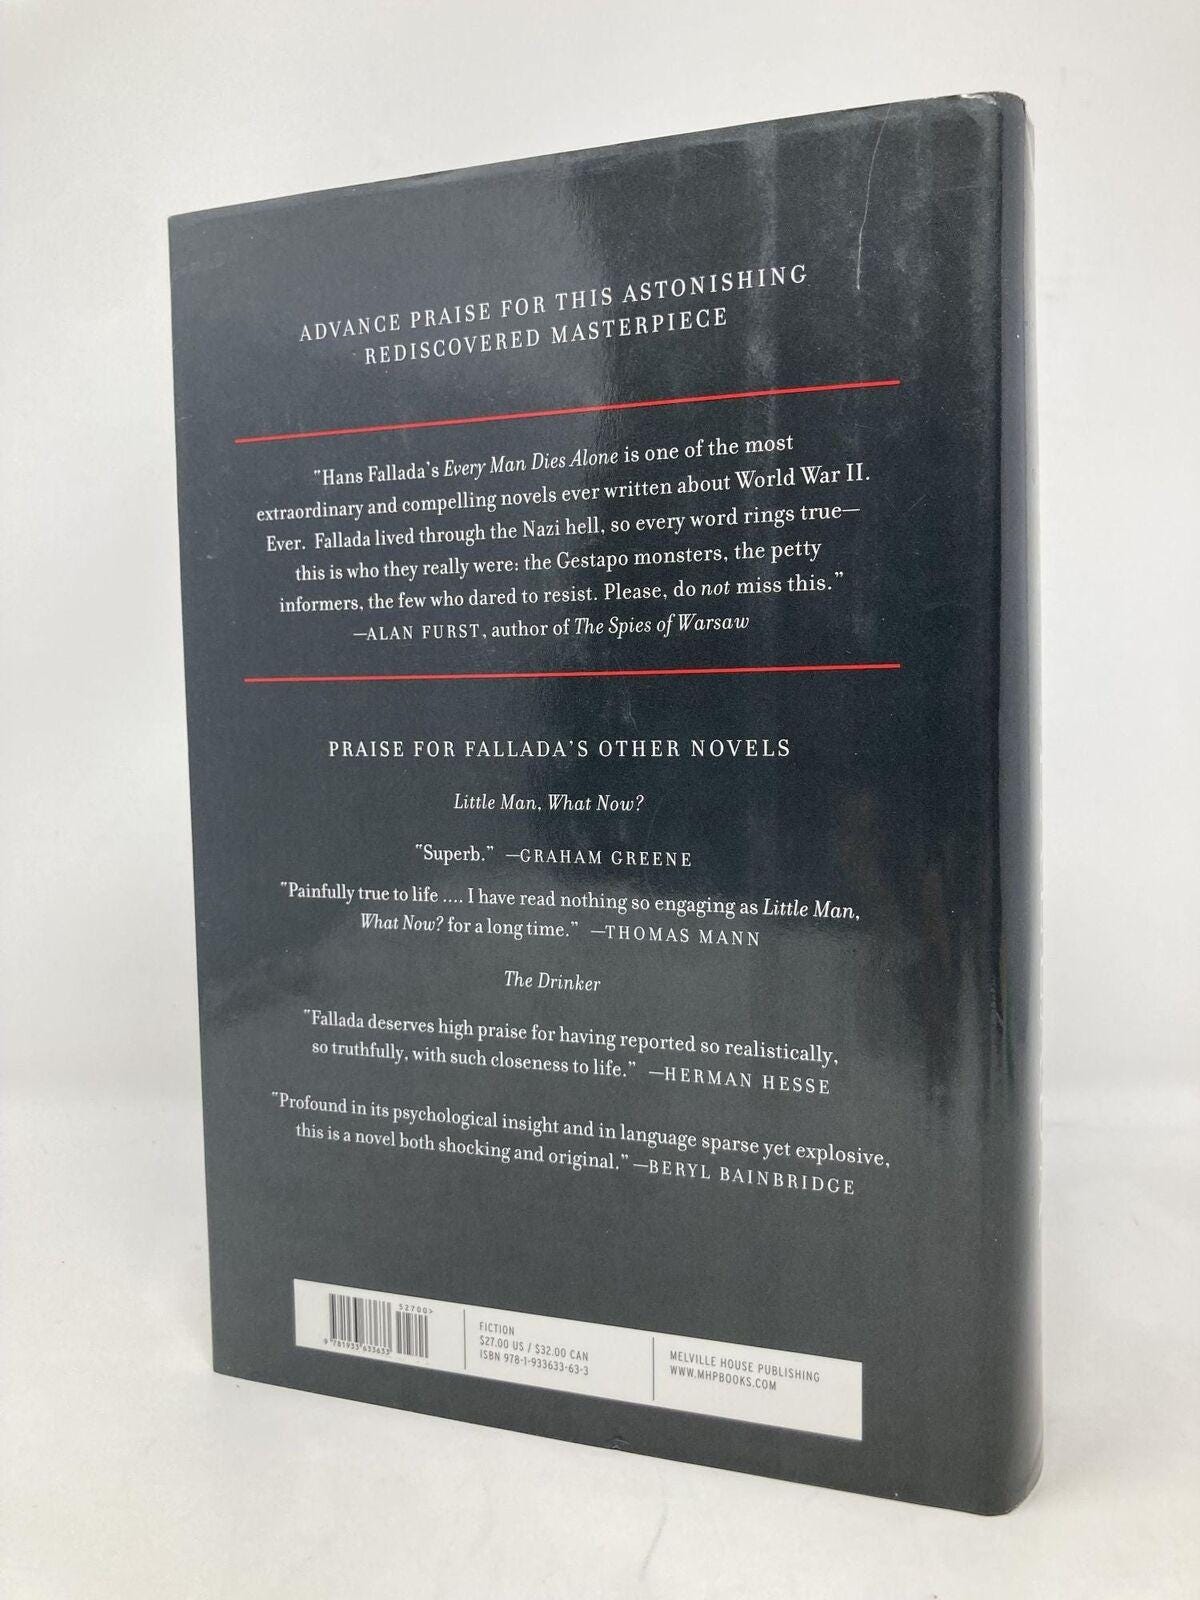 ADVANCE PRAISE FOR THIS ASTONISHING
REDISCOVERED MASTERPIECE
"Hans Fallada's Every Man Dies Alone is one of the most
extraordinary and compelling novels ever written about World War II.
Ever. Fallada lived through the Nazi hell, so every word rings true—
this is who they really were: the Gestapo monsters, the petty
informers, the few who dared to resist. Please, do not miss this."
—ALAN FURST, author of The Spies of Warsaw
PRAISE FOR FALLADA'S OTHER NOVELS
Little Man, What Now?
"Superb." —GRAHAM GREENE
"Painfully true to life .... I have read nothing so engaging as Little Man,
What Now? for a long time." —THOMAS MANN
The Drinker
"Fallada deserves high praise for having reported so realistically,
so truthfully, with such closeness to life." —HERMAN HESSE
"Profound in its psychological insight and in language sparse yet explosive,
this is a novel both shocking and original." —BERYL BAINBRIDGE
52700>
9 781933 633633
FICTION
$27.00 US / $32.00 CAN
ISBN 978-1-933633-63-3
MELVILLE HOUSE PUBLISHING
WWW.MHPBOOKS.COM